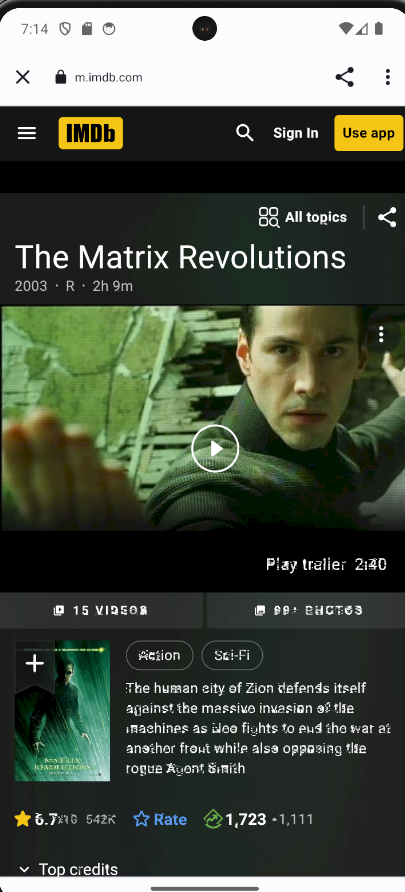 7:14
m.imdb.com
IMDb
Sign In
Use app
All topics
The Matrix Revolutions
2003 · R · 2h 9m
Play trailer 2:40
15 VIDEOS
99+ PHOTOS
Action
Sci-Fi
The human city of Zion defends itself
against the massive invasion of the
machines as Neo fights to end the war at
another front while also opposing the
rogue Agent Smith
MATRIX
REVOLUTIONS
6.7 542K
Rate
1,723 • 1,111
Top credits